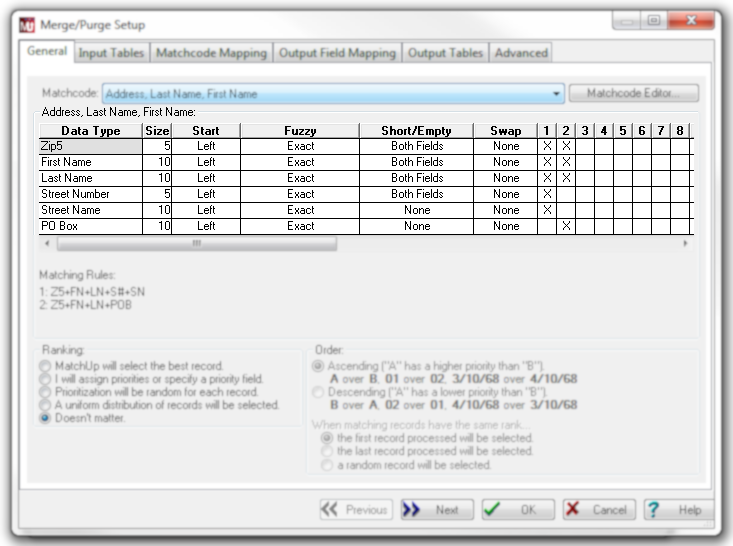 MU Merge/Purge Setup
General Input Tables Matchcode Mapping Output Field Mapping Output Tables Advanced
Matchcode: Address, Last Name, First Name Matchcode Editor...
Address, Last Name, First Name:
Data Type Size Start Fuzzy Short/Empty Swap 1 2 3 4 5 6 7 8
Zip5 5 Left Exact Both Fields None X X
First Name 10 Left Exact Both Fields None X X
Last Name 10 Left Exact Both Fields None X X
Street Number 5 Left Exact Both Fields None X
Street Name 10 Left Exact None None X
PO Box 10 Left Exact None None X
Matching Rules:
1: Z5+FN+LN+S#+SN
2: Z5+FN+LN+POB
Ranking:
MatchUp will select the best record.
I will assign priorities or specify a priority field.
Prioritization will be random for each record.
A uniform distribution of records will be selected.
Doesn't matter.
Order:
Ascending ("A" has a higher priority than "B").
A over B, 01 over 02, 3/10/68 over 4/10/68
Descending ("A" has a lower priority than "B").
B over A, 02 over 01, 4/10/68 over 3/10/68
When matching records have the same rank...
the first record processed will be selected.
the last record processed will be selected.
a random record will be selected.
Previous Next OK Cancel Help